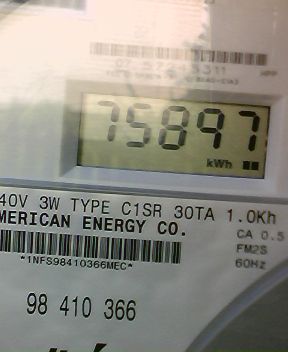 75897
kWh
40V 3W TYPE C1SR 30TA 1.0Kh
MERICAN ENERGY CO.
CA 0.5
FM2S
60Hz
*1NFS98410366MEC*
98 410 366